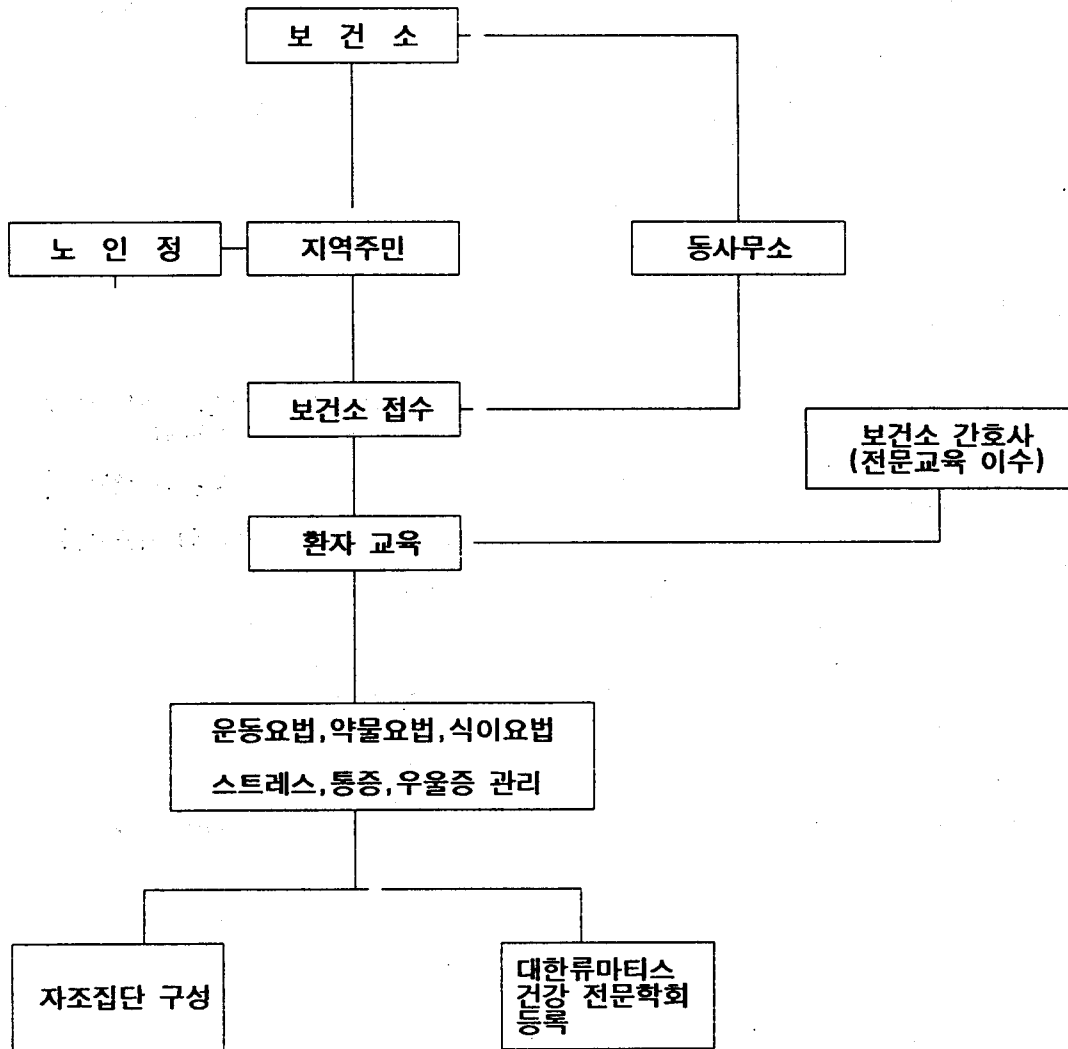 보 건 소
노 인 정
지역주민
동사무소
보건소 접수
보건소 간호사
(전문교육 이수)
환자 교육
운동요법,약물요법,식이요법
스트레스,통증,우울증 관리
자조집단 구성
대한류마티스
건강 전문학회
등록